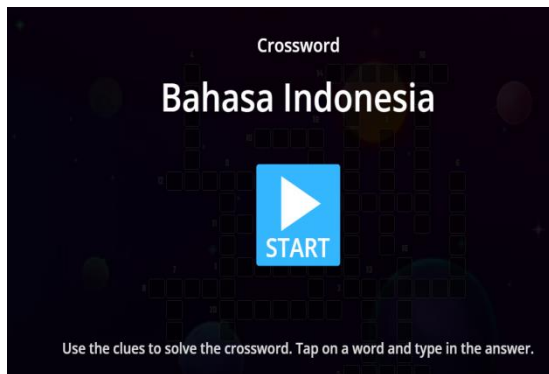 Crossword
Bahasa Indonesia
START
Use the clues to solve the crossword. Tap on a word and type in the answer.